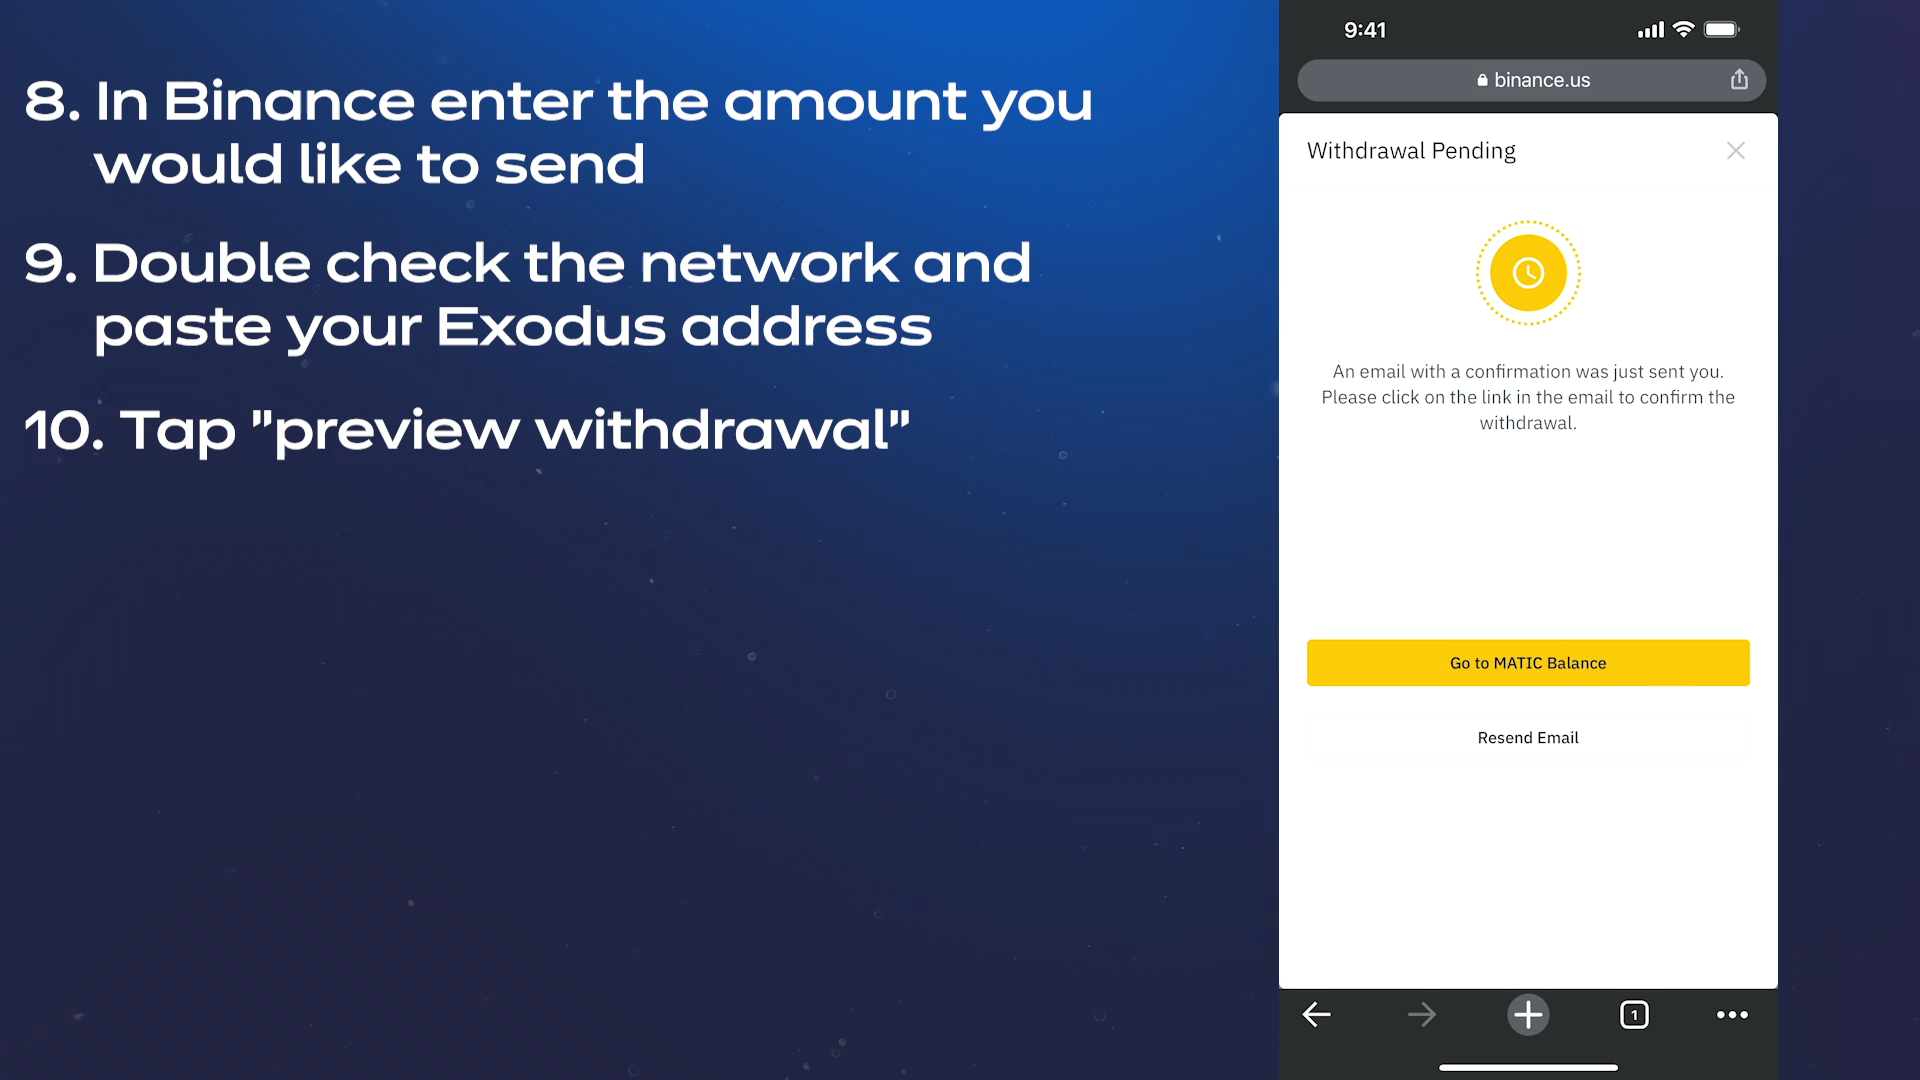 8. In Binance enter the amount you
would like to send
9. Double check the network and
paste your Exodus address
10. Tap "preview withdrawal"
9:41
binance.us
Withdrawal Pending
An email with a confirmation was just sent you.
Please click on the link in the email to confirm the
withdrawal.
Go to MATIC Balance
Resend Email
1